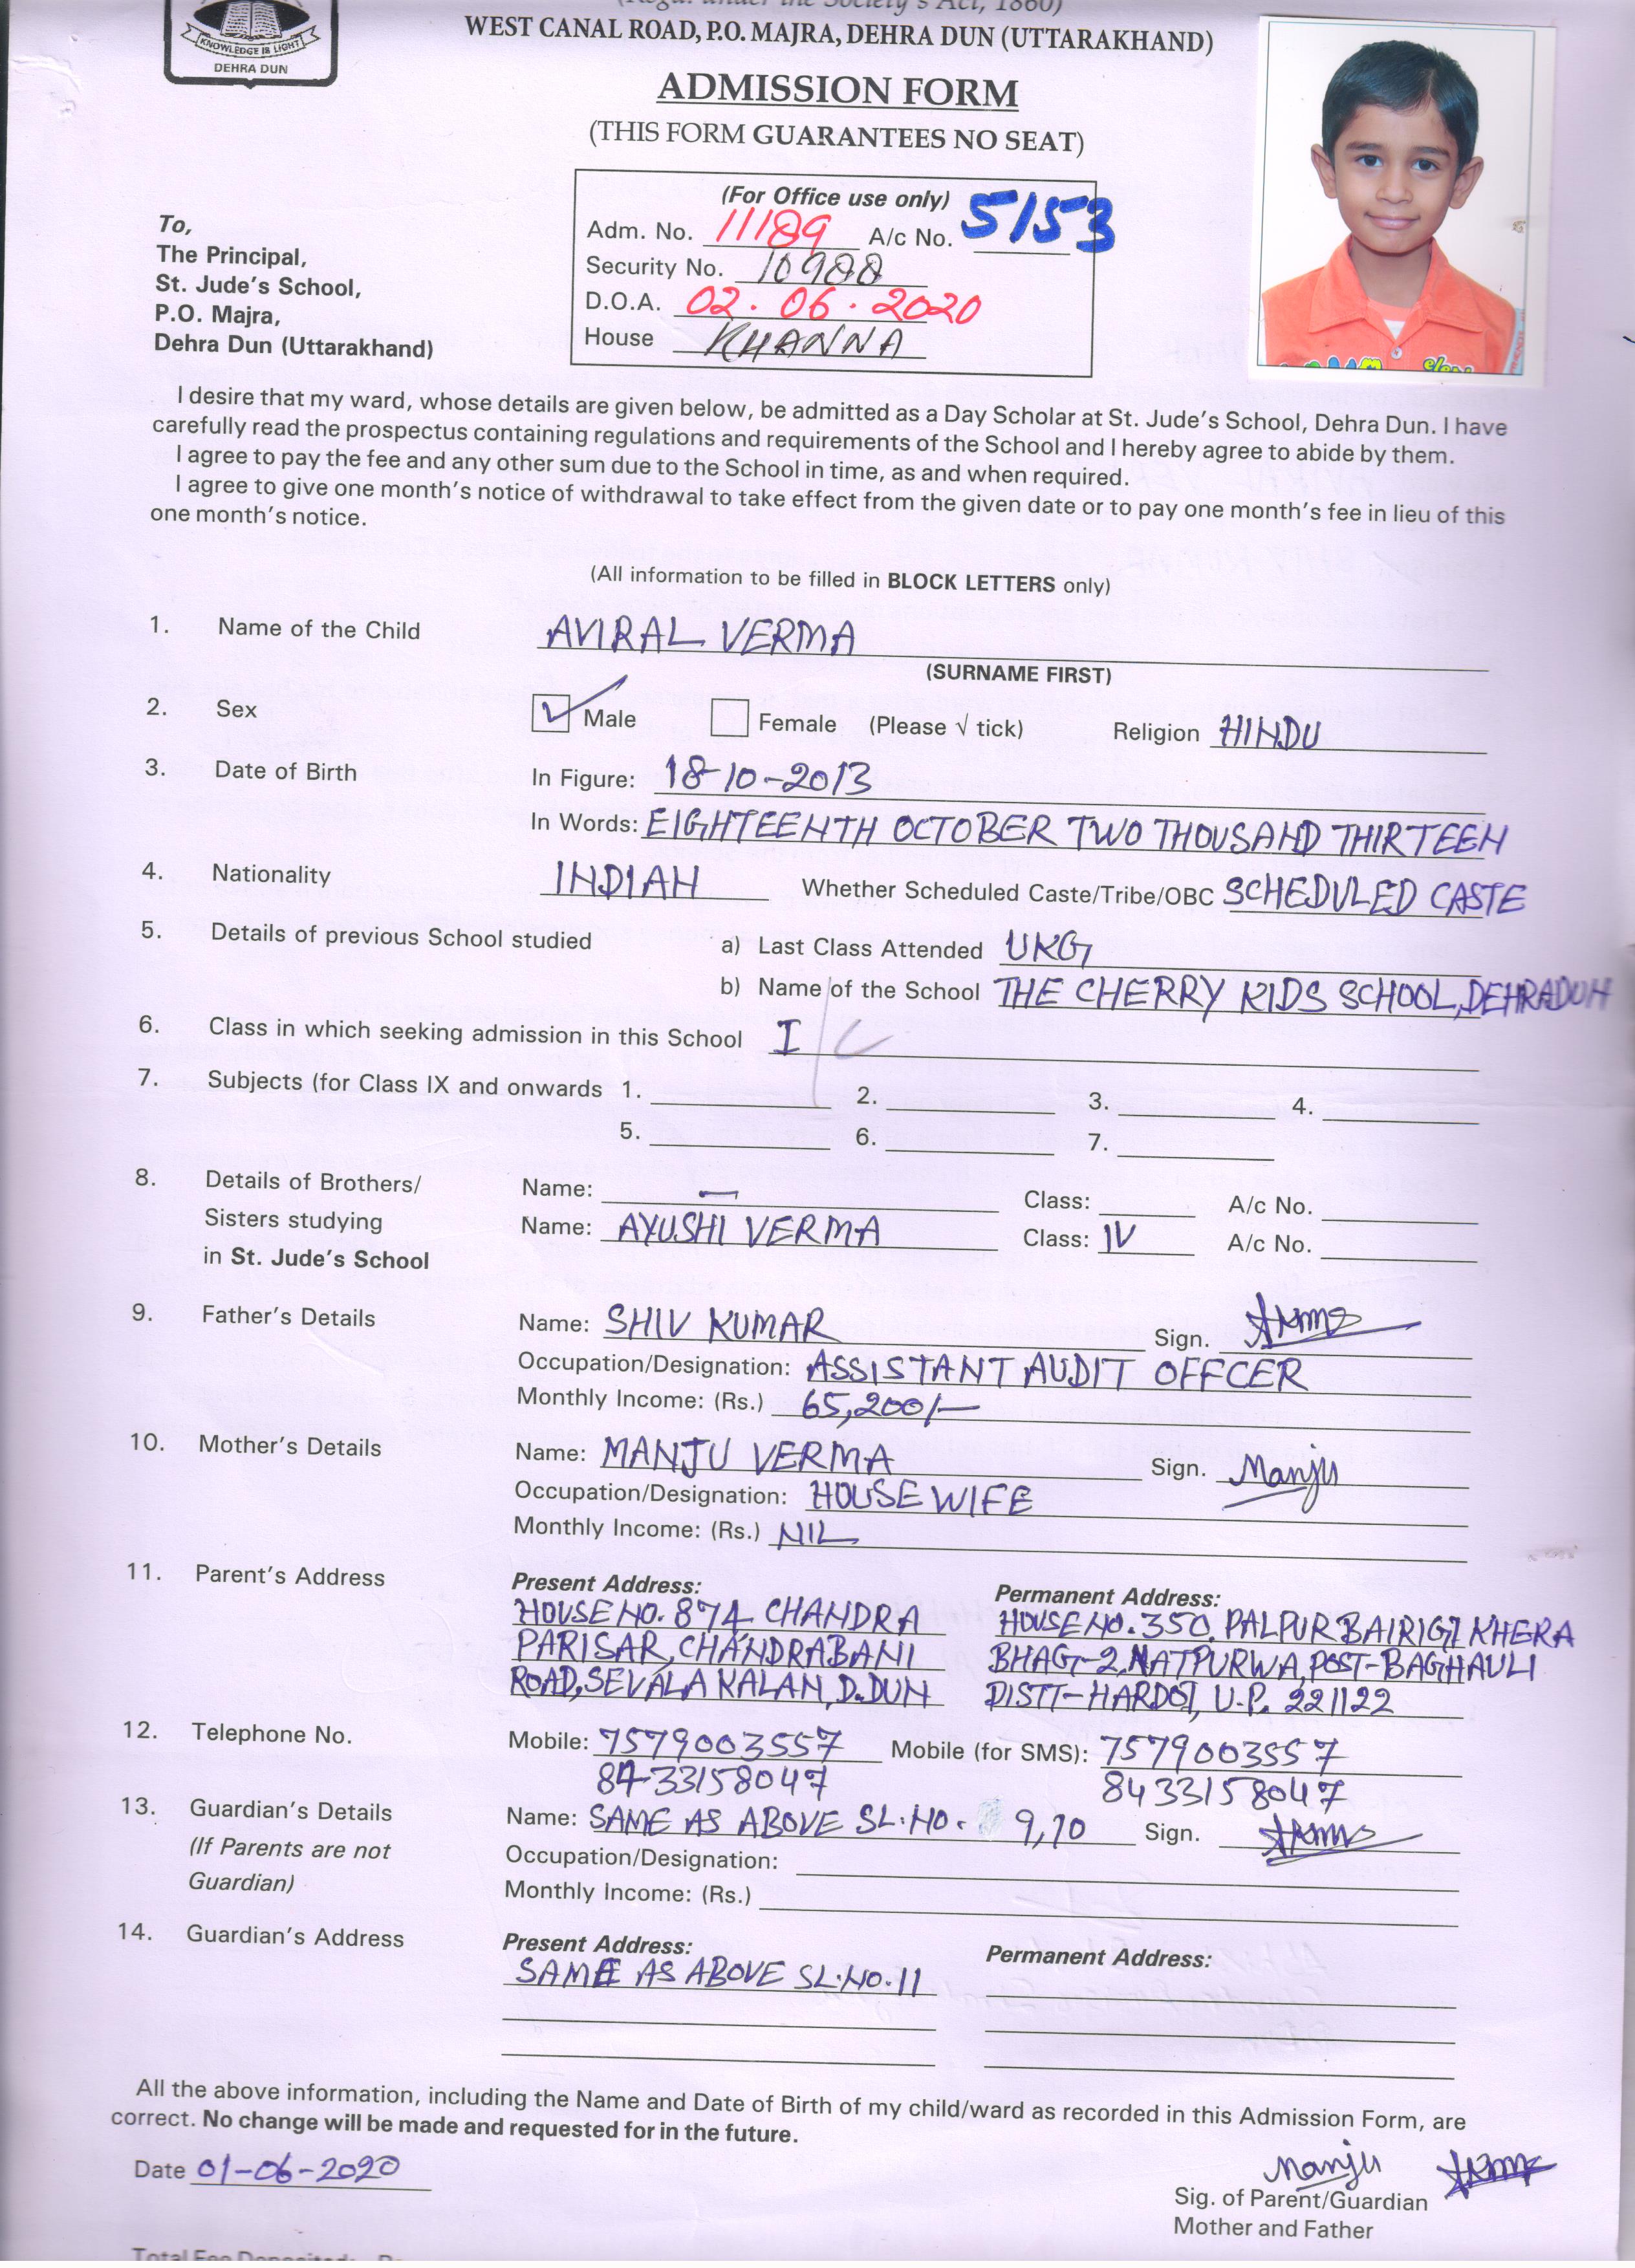 (Regd. under the Society's Act, 1860)
WEST CANAL ROAD, P.O. MAJRA, DEHRA DUN (UTTARAKHAND)
KNOWLEDGE IS LIGHT
DEHRA DUN
ADMISSION FORM
(THIS FORM GUARANTEES NO SEAT)
(For Office use only)
Adm. No. 11189 A/c No. 5153
Security No. 10988
D.O.A. 02.06.2020
House KHANNA
To,
The Principal,
St. Jude's School,
P.O. Majra,
Dehra Dun (Uttarakhand)
I desire that my ward, whose details are given below, be admitted as a Day Scholar at St. Jude's School, Dehra Dun. I have
carefully read the prospectus containing regulations and requirements of the School and I hereby agree to abide by them.
I agree to pay the fee and any other sum due to the School in time, as and when required.
I agree to give one month's notice of withdrawal to take effect from the given date or to pay one month's fee in lieu of this
one month's notice.
(All information to be filled in BLOCK LETTERS only)
1. Name of the Child AVIRAL VERMA
(SURNAME FIRST)
2. Sex Male Female (Please √ tick) Religion HINDU
3. Date of Birth In Figure: 18-10-2013
In Words: EIGHTEENTH OCTOBER TWO THOUSAND THIRTEEN
4. Nationality INDIAN Whether Scheduled Caste/Tribe/OBC SCHEDULED CASTE
5. Details of previous School studied a) Last Class Attended UKG
b) Name of the School THE CHERRY KIDS SCHOOL, DEHRADUN
6. Class in which seeking admission in this School I / C
7. Subjects (for Class IX and onwards 1. 2. 3. 4.
5. 6. 7.
8. Details of Brothers/ Name: — Class: A/c No.
Sisters studying Name: AYUSHI VERMA Class: IV A/c No.
in St. Jude's School
9. Father's Details Name: SHIV KUMAR Sign.
Occupation/Designation: ASSISTANT AUDIT OFFCER
Monthly Income: (Rs.) 65,200/-
10. Mother's Details Name: MANJU VERMA Sign. Manju
Occupation/Designation: HOUSE WIFE
Monthly Income: (Rs.) NIL
11. Parent's Address Present Address: Permanent Address:
HOUSE NO. 874 CHANDRA HOUSE NO. 350, PALPUR BAIRIGI KHERA
PARISAR, CHANDRABANI BHAG-2, NATPURWA, POST-BAGHAULI
ROAD, SEVALA KALAN, D.DUN DISTT-HARDOI, U.P. 221122
12. Telephone No. Mobile: 7579003557 Mobile (for SMS): 7579003557
8433158047 8433158047
13. Guardian's Details Name: SAME AS ABOVE SL.NO. 9,10 Sign.
(If Parents are not Occupation/Designation:
Guardian) Monthly Income: (Rs.)
14. Guardian's Address Present Address: Permanent Address:
SAME AS ABOVE SL.NO.11
All the above information, including the Name and Date of Birth of my child/ward as recorded in this Admission Form, are
correct. No change will be made and requested for in the future.
Date 01-06-2020
Manju
Sig. of Parent/Guardian
Mother and Father
Total Fee Deposited: